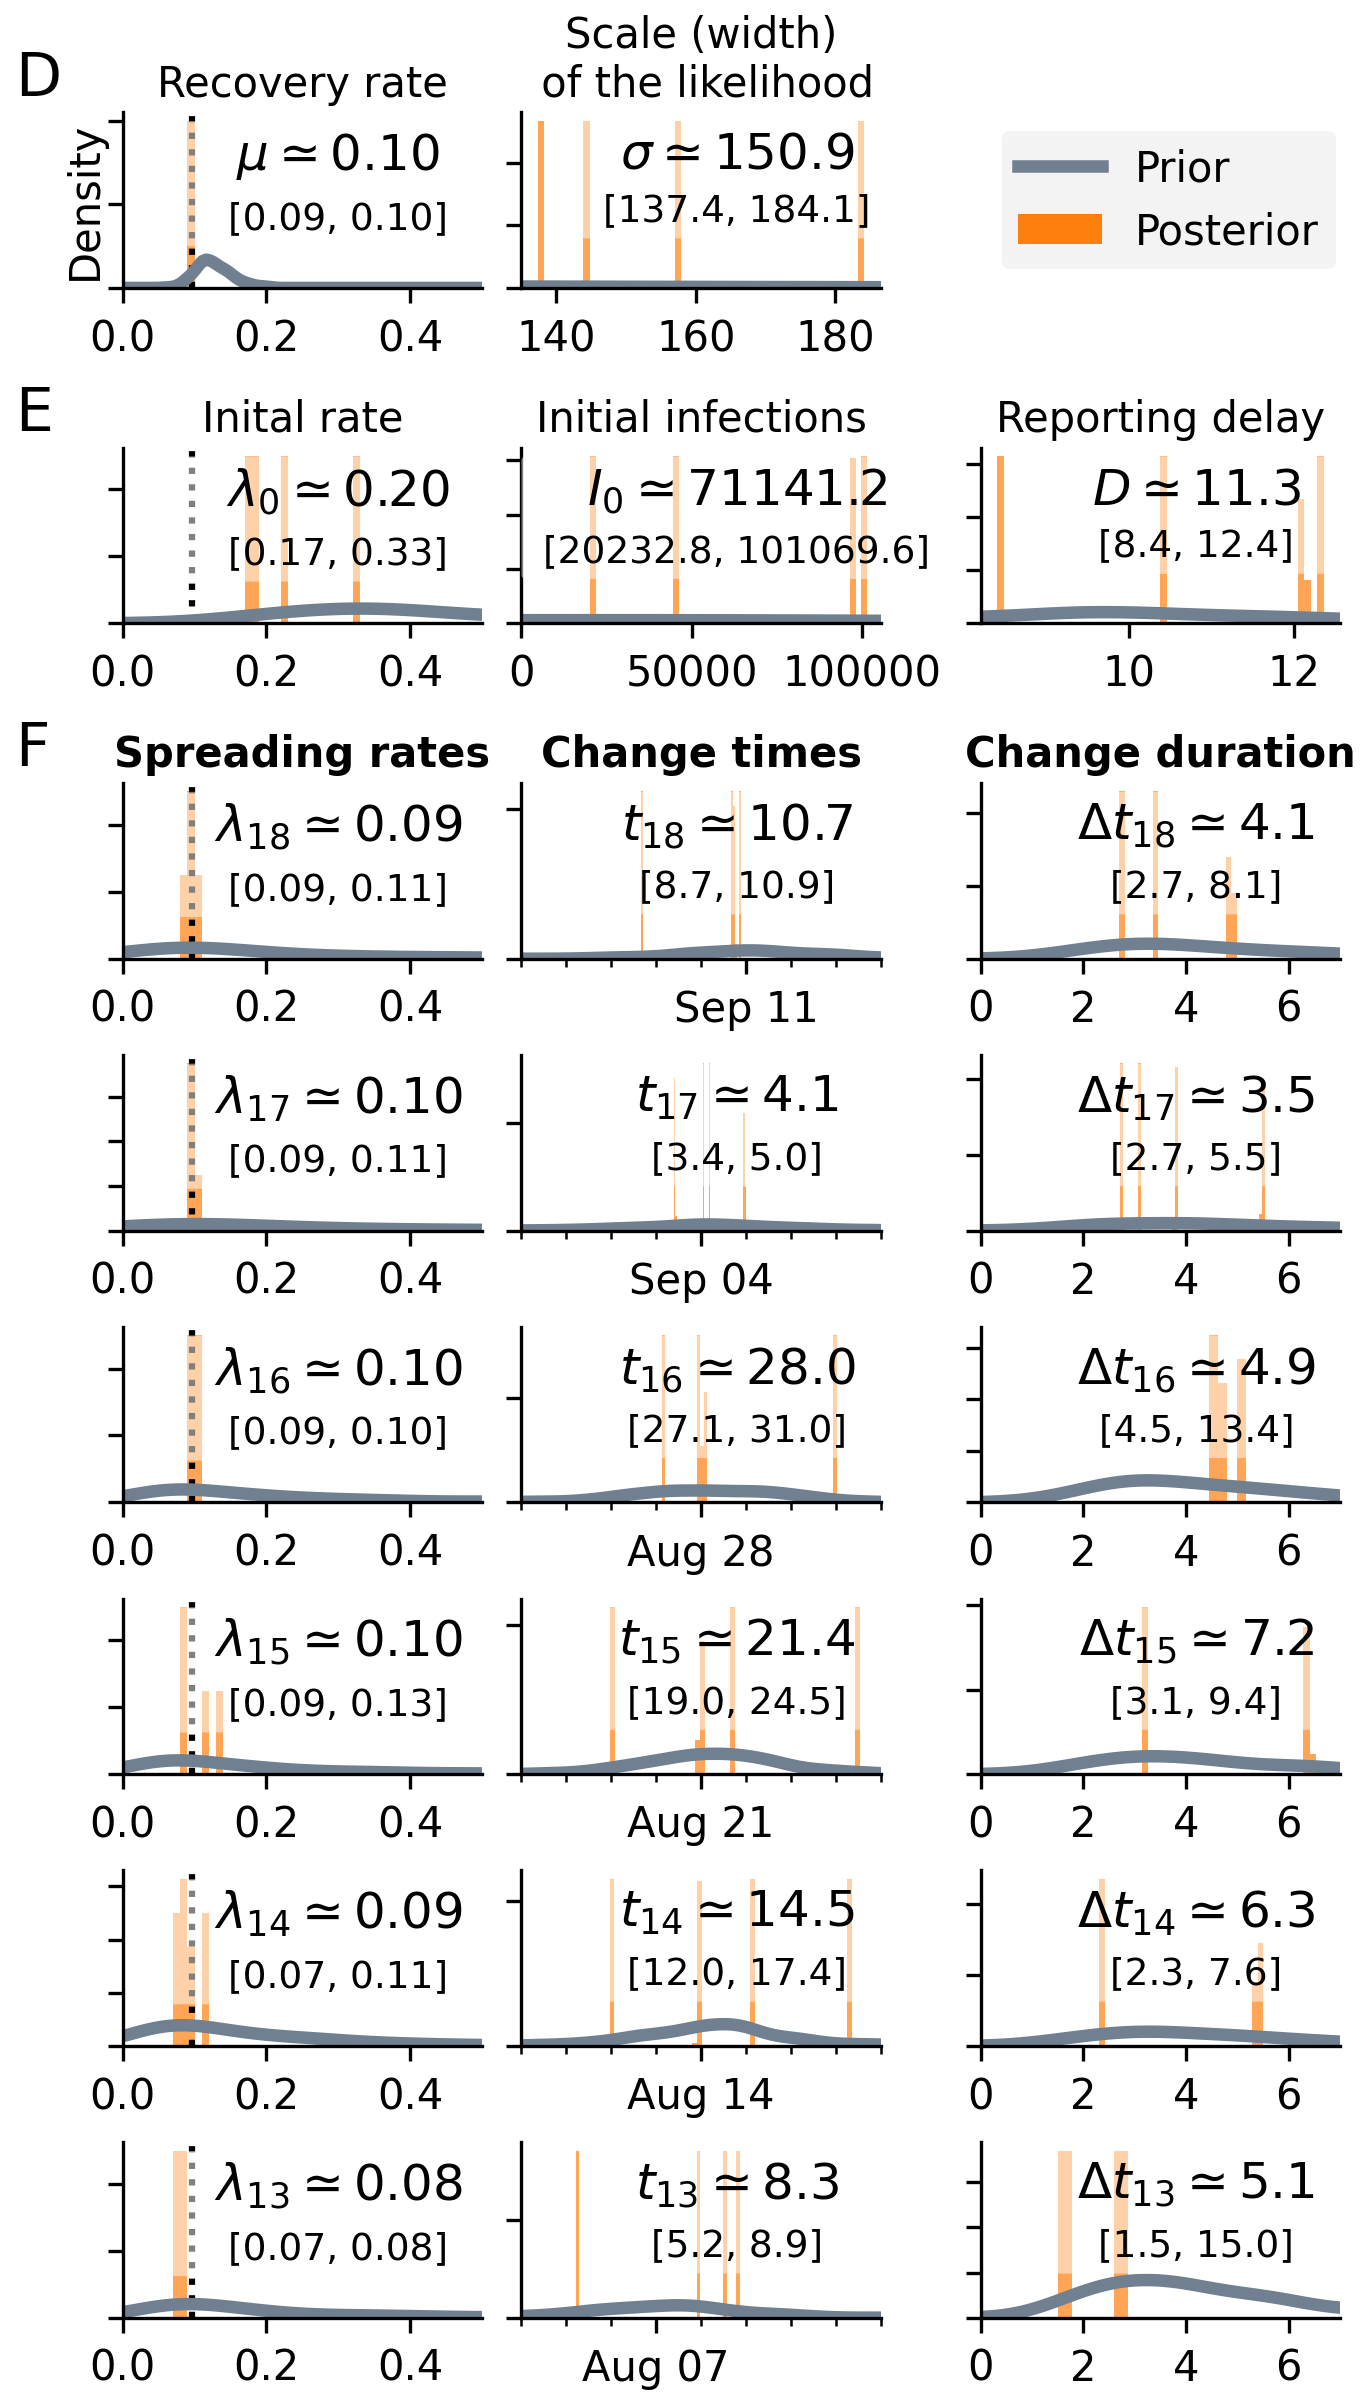 D
Recovery rate
Scale (width)
of the likelihood
Density
μ ≃ 0.10
[0.09, 0.10]
σ ≃ 150.9
[137.4, 184.1]
Prior
Posterior
0.0 0.2 0.4
140 160 180
E
Inital rate
Initial infections
Reporting delay
λ₀ ≃ 0.20
[0.17, 0.33]
I₀ ≃ 71141.2
[20232.8, 101069.6]
D ≃ 11.3
[8.4, 12.4]
0.0 0.2 0.4
0 50000 100000
10 12
F
Spreading rates
Change times
Change duration
λ₁₈ ≃ 0.09
[0.09, 0.11]
t₁₈ ≃ 10.7
[8.7, 10.9]
Δt₁₈ ≃ 4.1
[2.7, 8.1]
0.0 0.2 0.4
Sep 11
0 2 4 6
λ₁₇ ≃ 0.10
[0.09, 0.11]
t₁₇ ≃ 4.1
[3.4, 5.0]
Δt₁₇ ≃ 3.5
[2.7, 5.5]
0.0 0.2 0.4
Sep 04
0 2 4 6
λ₁₆ ≃ 0.10
[0.09, 0.10]
t₁₆ ≃ 28.0
[27.1, 31.0]
Δt₁₆ ≃ 4.9
[4.5, 13.4]
0.0 0.2 0.4
Aug 28
0 2 4 6
λ₁₅ ≃ 0.10
[0.09, 0.13]
t₁₅ ≃ 21.4
[19.0, 24.5]
Δt₁₅ ≃ 7.2
[3.1, 9.4]
0.0 0.2 0.4
Aug 21
0 2 4 6
λ₁₄ ≃ 0.09
[0.07, 0.11]
t₁₄ ≃ 14.5
[12.0, 17.4]
Δt₁₄ ≃ 6.3
[2.3, 7.6]
0.0 0.2 0.4
Aug 14
0 2 4 6
λ₁₃ ≃ 0.08
[0.07, 0.08]
t₁₃ ≃ 8.3
[5.2, 8.9]
Δt₁₃ ≃ 5.1
[1.5, 15.0]
0.0 0.2 0.4
Aug 07
0 2 4 6